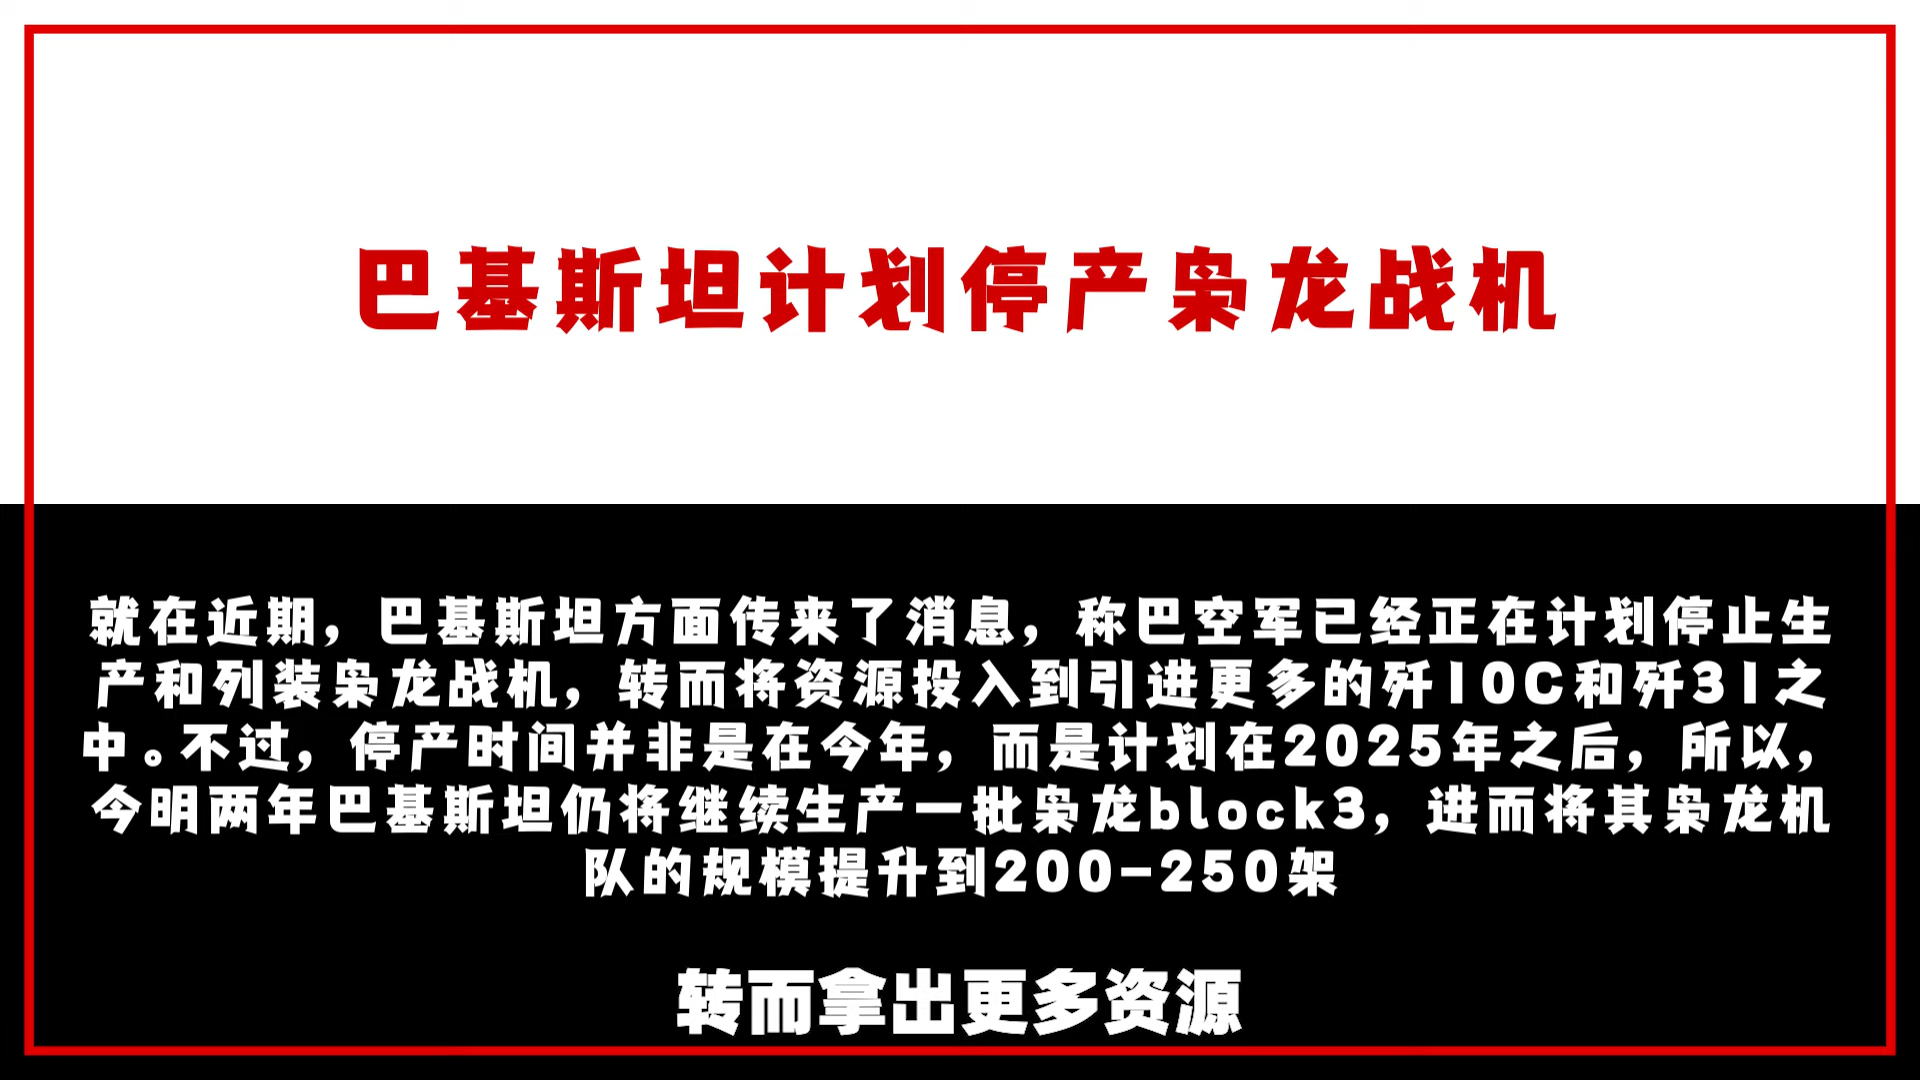 巴基斯坦计划停产枭龙战机
就在近期，巴基斯坦方面传来了消息，称巴空军已经正在计划停止生
产和列装枭龙战机，转而将资源投入到引进更多的歼10C和歼31之
中。不过，停产时间并非是在今年，而是计划在2025年之后，所以，
今明两年巴基斯坦仍将继续生产一批枭龙block3，进而将其枭龙机
队的规模提升到200-250架
转而拿出更多资源